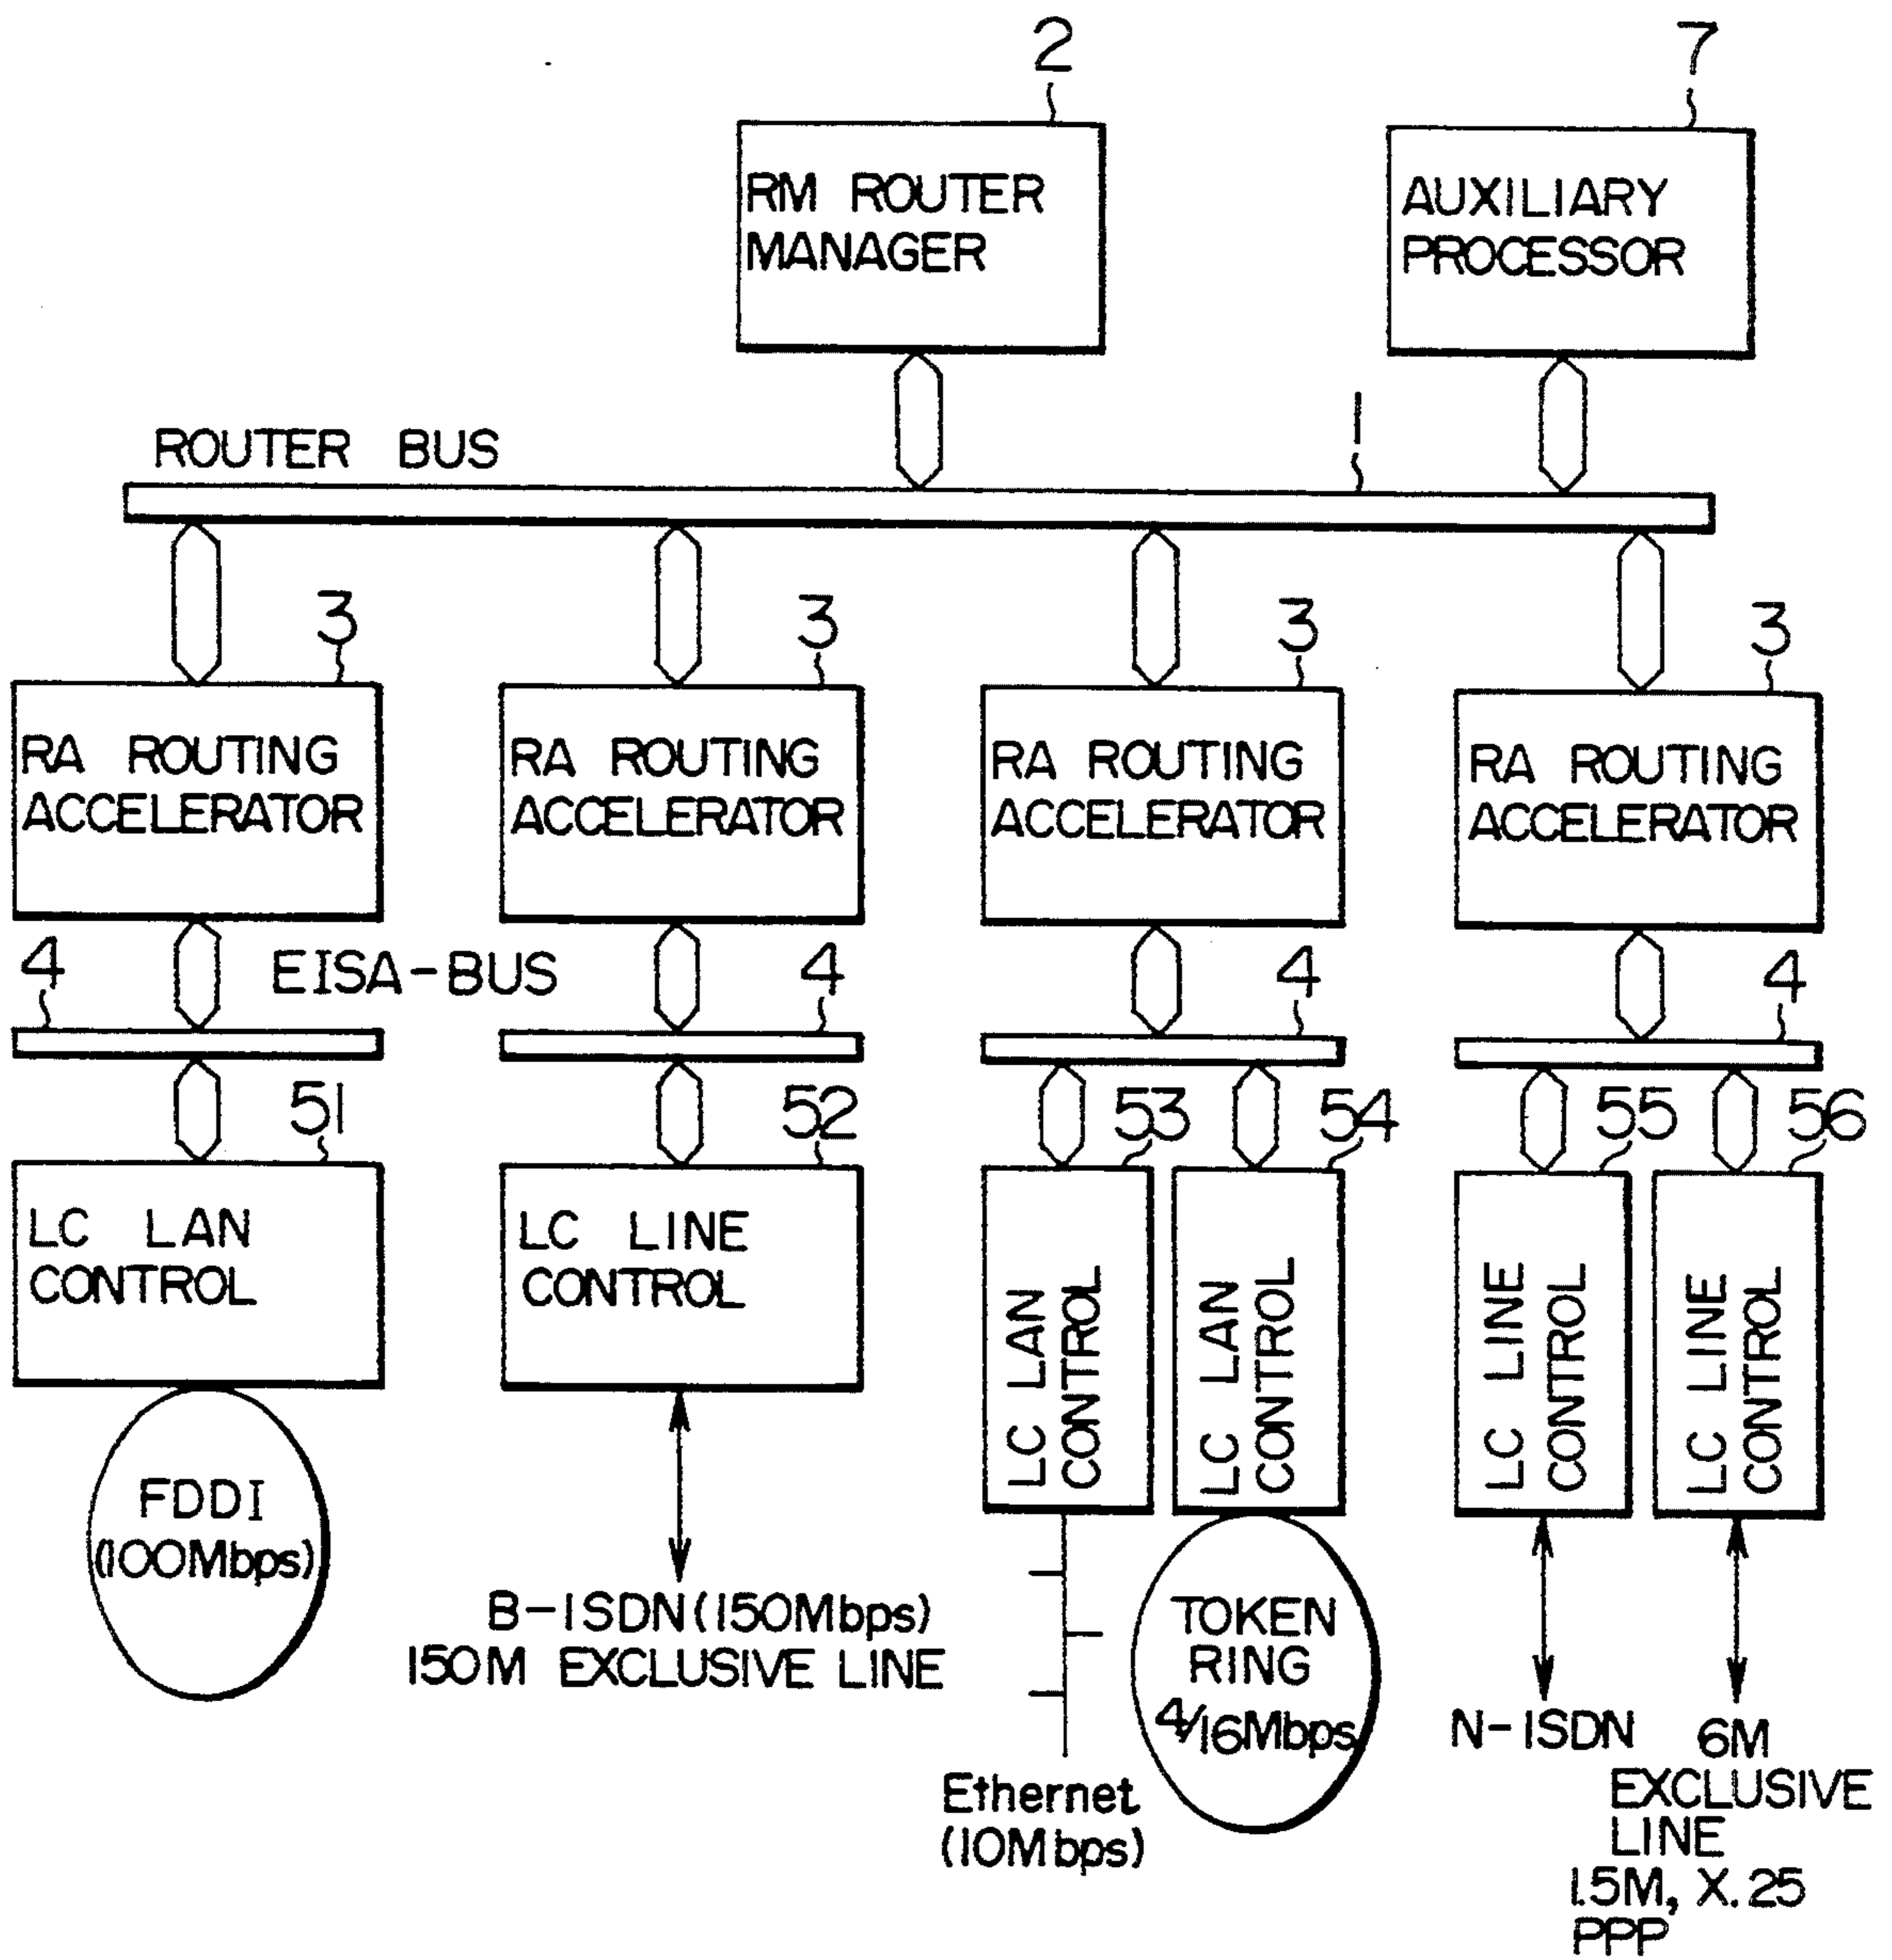 2
7
RM ROUTER
MANAGER
AUXILIARY
PROCESSOR
ROUTER BUS
1
3
3
3
3
RA ROUTING
ACCELERATOR
RA ROUTING
ACCELERATOR
RA ROUTING
ACCELERATOR
RA ROUTING
ACCELERATOR
4
EISA-BUS
4
4
4
51
52
53
54
55
56
LC LAN
CONTROL
LC LINE
CONTROL
LC LAN
CONTROL
LC LAN
CONTROL
LC LINE
CONTROL
LC LINE
CONTROL
FDDI
(100Mbps)
B-ISDN(150Mbps)
150M EXCLUSIVE LINE
Ethernet
(10Mbps)
TOKEN
RING
4/16Mbps
N-ISDN
6M
EXCLUSIVE
LINE
1.5M, X.25
PPP